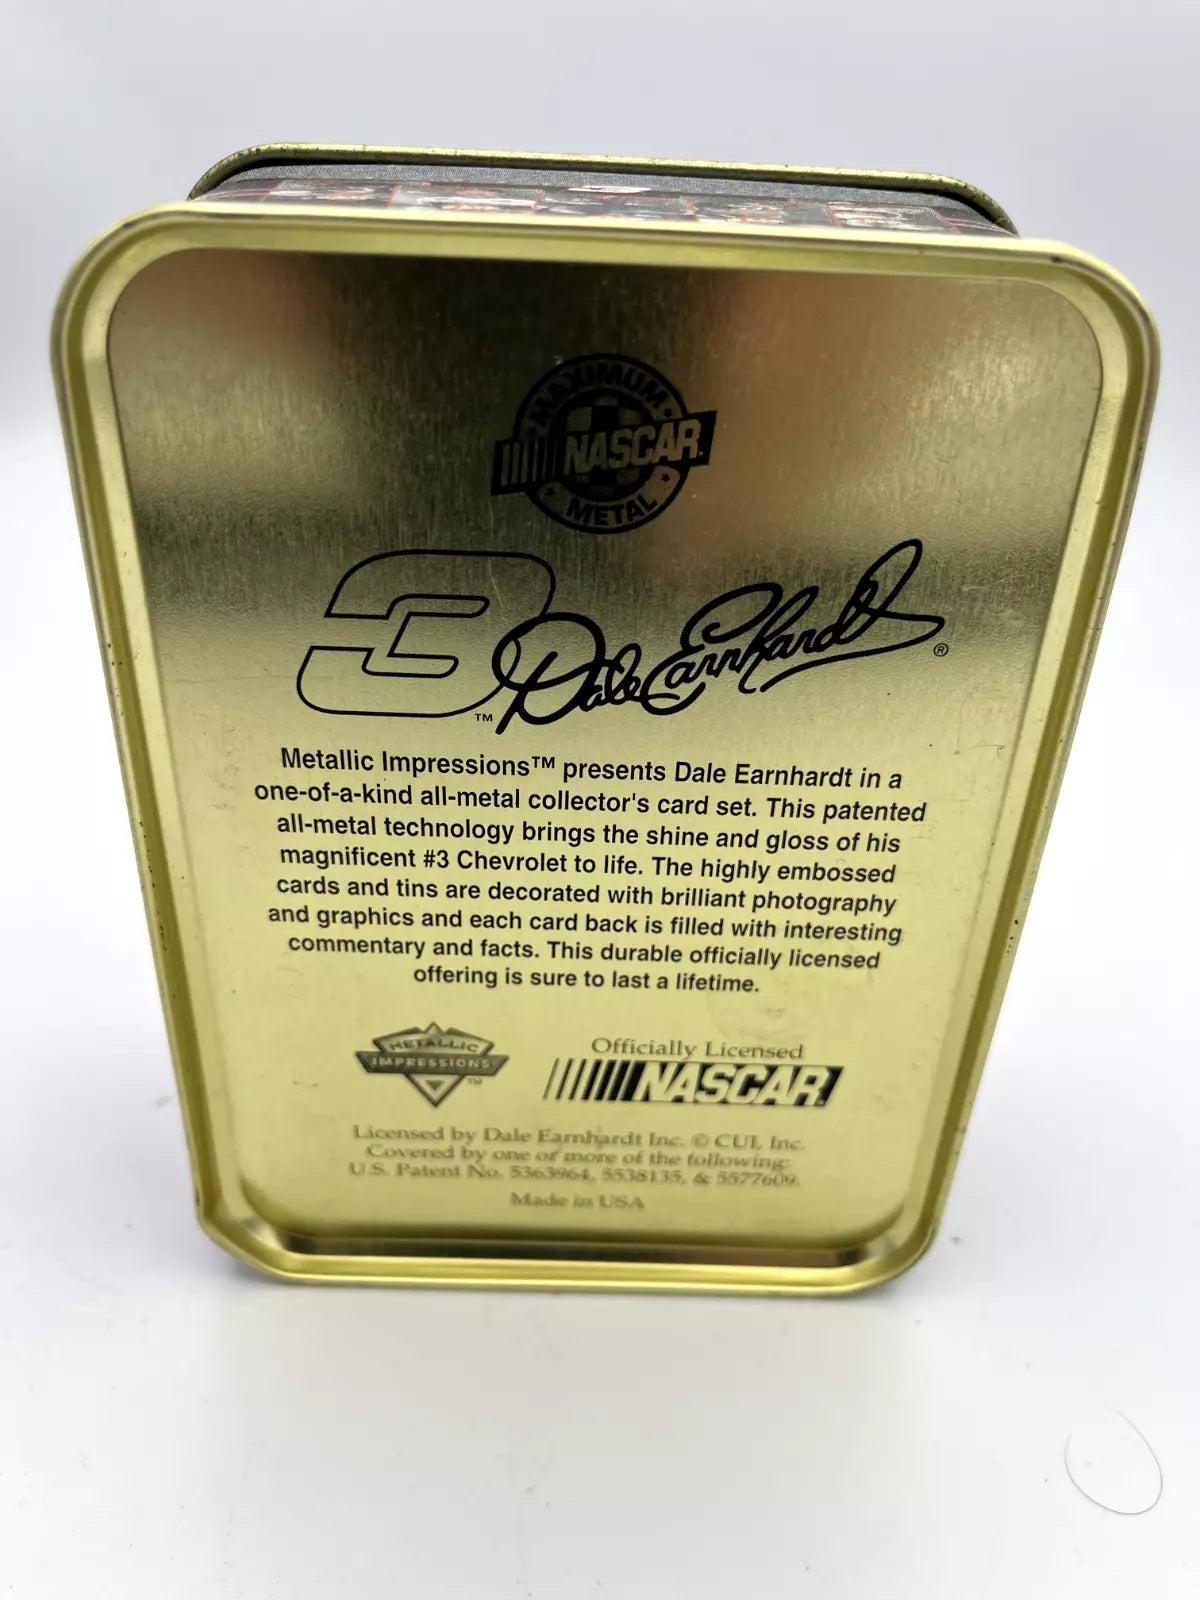 MAXIMUM
NASCAR.
METAL
3™ Dale Earnhardt ®
Metallic Impressions™ presents Dale Earnhardt in a
one-of-a-kind all-metal collector's card set. This patented
all-metal technology brings the shine and gloss of his
magnificent #3 Chevrolet to life. The highly embossed
cards and tins are decorated with brilliant photography
and graphics and each card back is filled with interesting
commentary and facts. This durable officially licensed
offering is sure to last a lifetime.
METALLIC
IMPRESSIONS™
Officially Licensed
NASCAR.
Licensed by Dale Earnhardt Inc. © CUI, Inc.
Covered by one or more of the following:
U.S. Patent No. 5363964, 5538135, & 5577609.
Made in USA